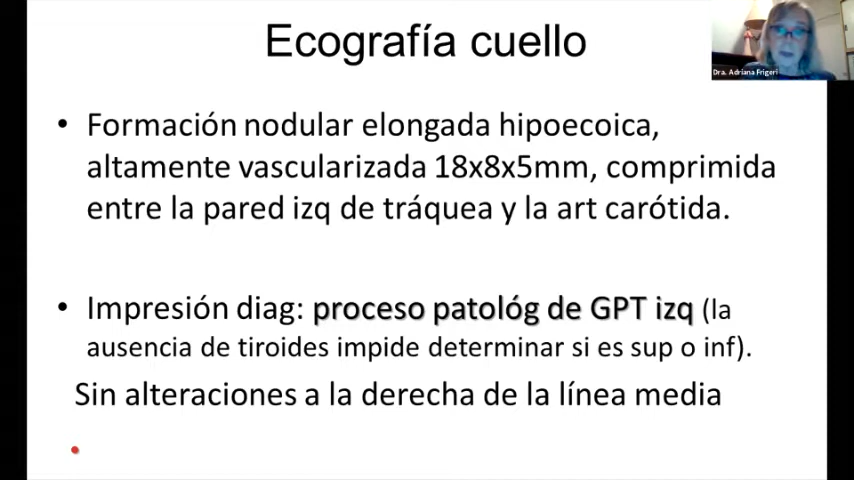 Ecografía cuello
Dra. Adriana Frigeri
• Formación nodular elongada hipoecoica,
altamente vascularizada 18x8x5mm, comprimida
entre la pared izq de tráquea y la art carótida.
• Impresión diag: proceso patológ de GPT izq (la
ausencia de tiroides impide determinar si es sup o inf).
Sin alteraciones a la derecha de la línea media